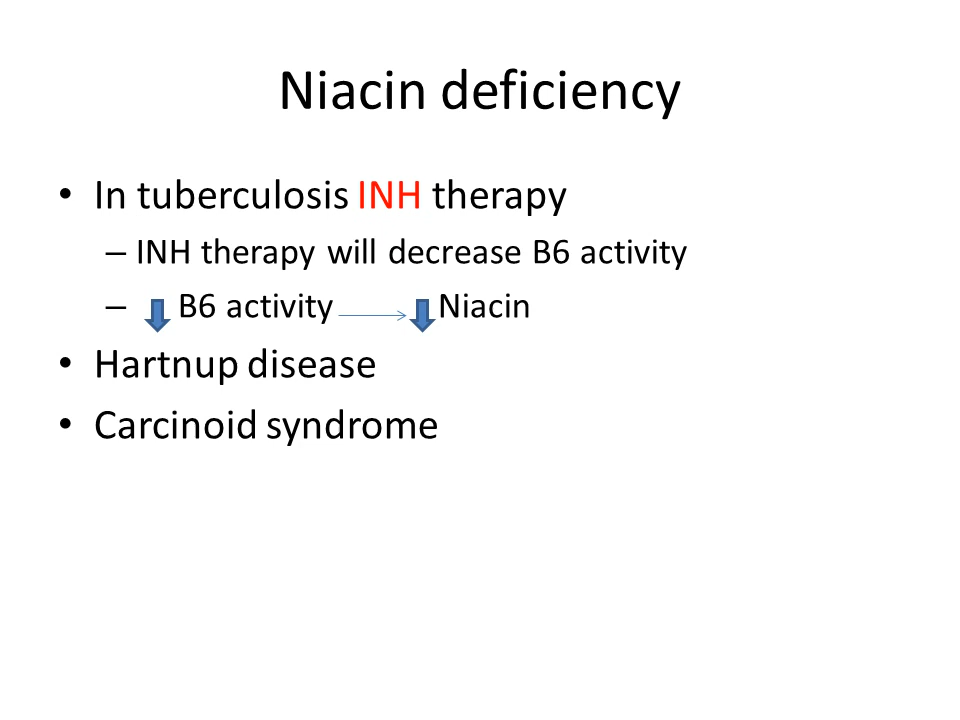 Niacin deficiency
• In tuberculosis INH therapy
– INH therapy will decrease B6 activity
– B6 activity Niacin
• Hartnup disease
• Carcinoid syndrome